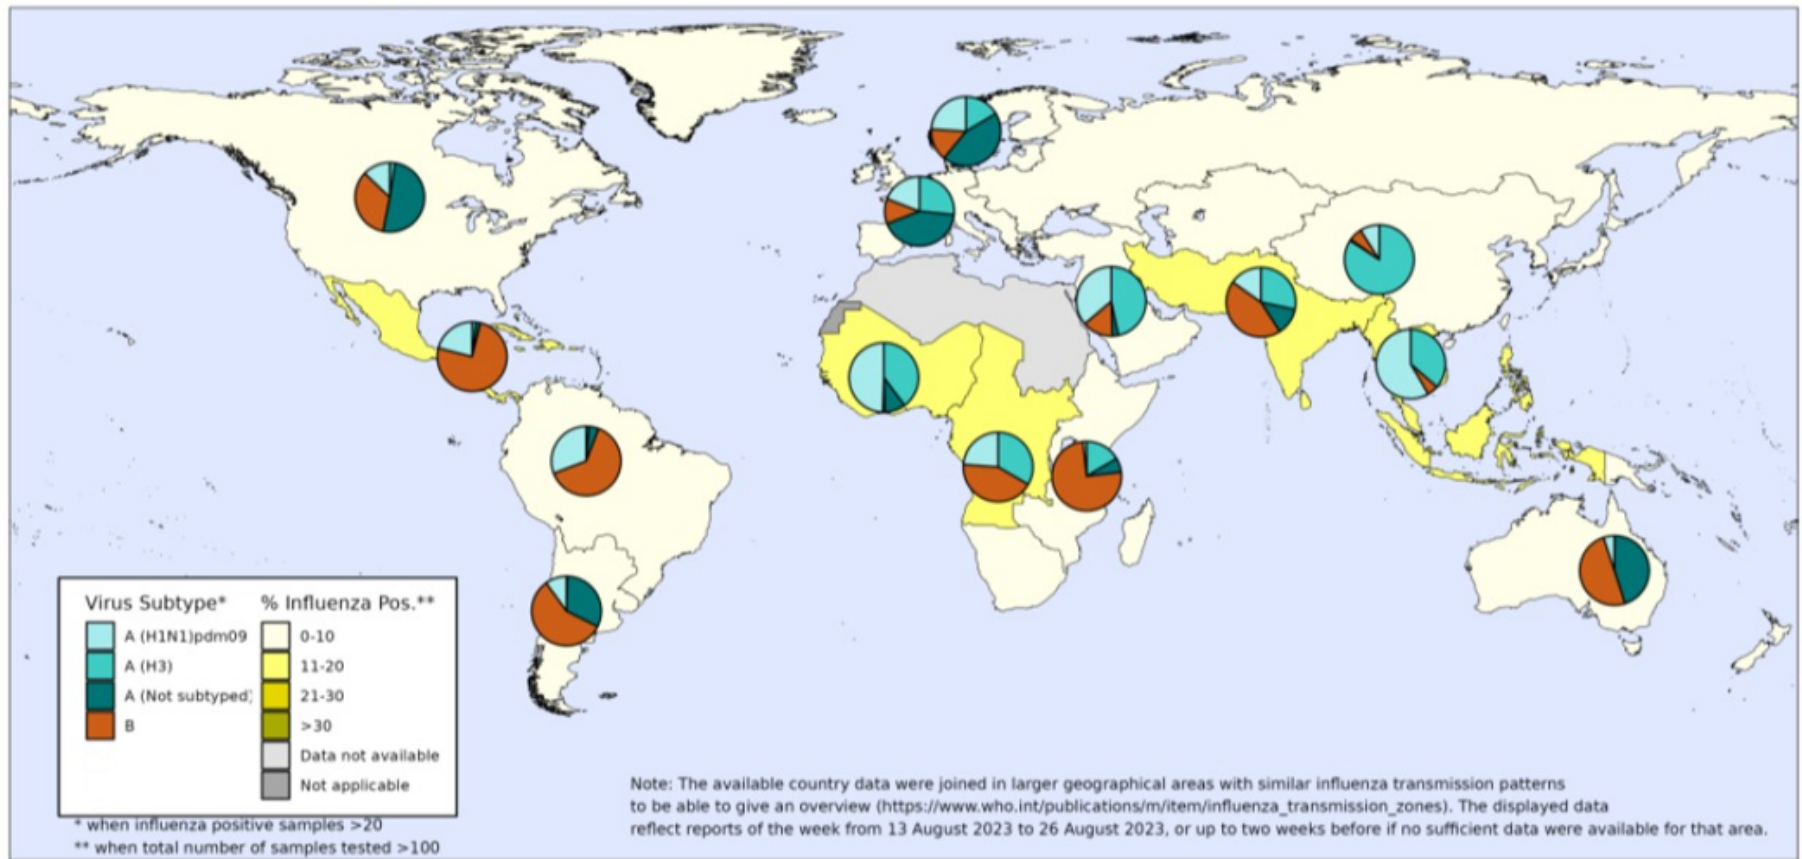 Virus Subtype*
A (H1N1)pdm09
A (H3)
A (Not subtyped)
B
% Influenza Pos.**
0-10
11-20
21-30
>30
Data not available
Not applicable
* when influenza positive samples >20
** when total number of samples tested >100
Note: The available country data were joined in larger geographical areas with similar influenza transmission patterns
to be able to give an overview (https://www.who.int/publications/m/item/influenza_transmission_zones). The displayed data
reflect reports of the week from 13 August 2023 to 26 August 2023, or up to two weeks before if no sufficient data were available for that area.